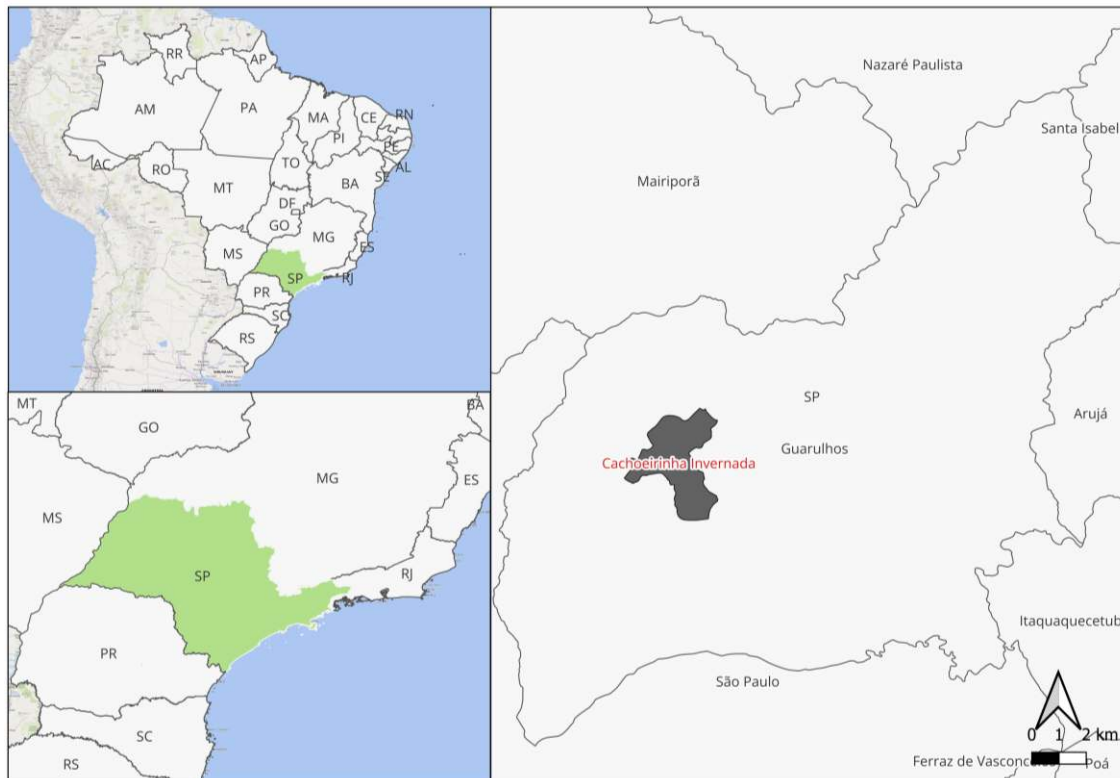 RR
AP
AM
PA
MA
CE
RN
PI
PE
AC
RO
TO
AL
SE
MT
BA
DF
GO
MG
MS
ES
SP
RJ
PR
SC
RS
MT
BA
GO
MG
ES
MS
SP
RJ
PR
SC
RS
Nazaré Paulista
Santa Isabel
Mairiporã
SP
Arujá
Guarulhos
Cachoeirinha Invernada
Itaquaquecetub
São Paulo
0 1 2 km
Ferraz de Vasconcelos
Poá